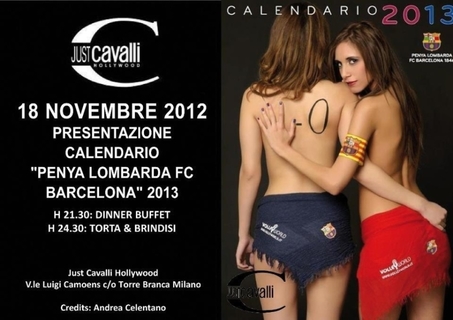 JUST Cavalli
HOLLYWOOD
18 NOVEMBRE 2012
PRESENTAZIONE
CALENDARIO
"PENYA LOMBARDA FC
BARCELONA" 2013
H 21.30: DINNER BUFFET
H 24.30: TORTA & BRINDISI
Just Cavalli Hollywood
V.le Luigi Camoens c/o Torre Branca Milano
Credits: Andrea Celentano
CALENDARIO 2013
PENYA LOMBARDA
FC BARCELONA 1846
JUST Cavalli